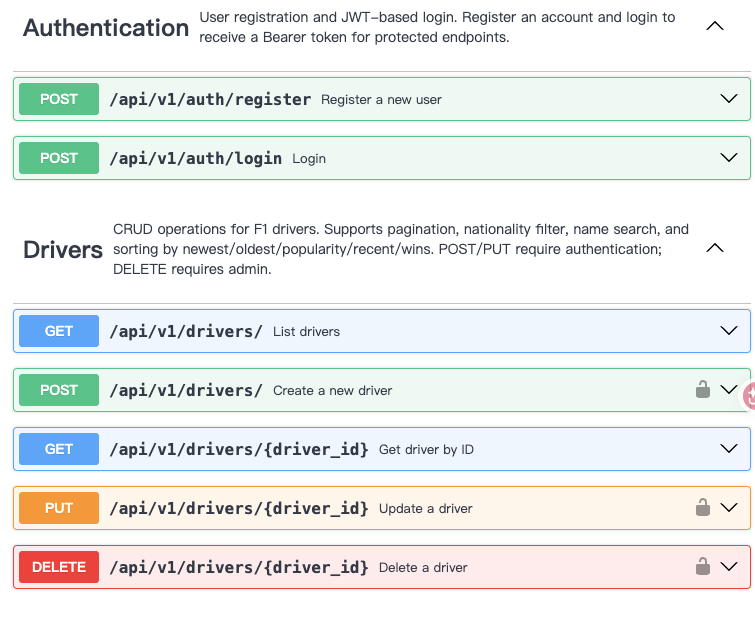 Authentication
User registration and JWT-based login. Register an account and login to
receive a Bearer token for protected endpoints.
POST /api/v1/auth/register Register a new user
POST /api/v1/auth/login Login
Drivers
CRUD operations for F1 drivers. Supports pagination, nationality filter, name search, and
sorting by newest/oldest/popularity/recent/wins. POST/PUT require authentication;
DELETE requires admin.
GET /api/v1/drivers/ List drivers
POST /api/v1/drivers/ Create a new driver
GET /api/v1/drivers/{driver_id} Get driver by ID
PUT /api/v1/drivers/{driver_id} Update a driver
DELETE /api/v1/drivers/{driver_id} Delete a driver